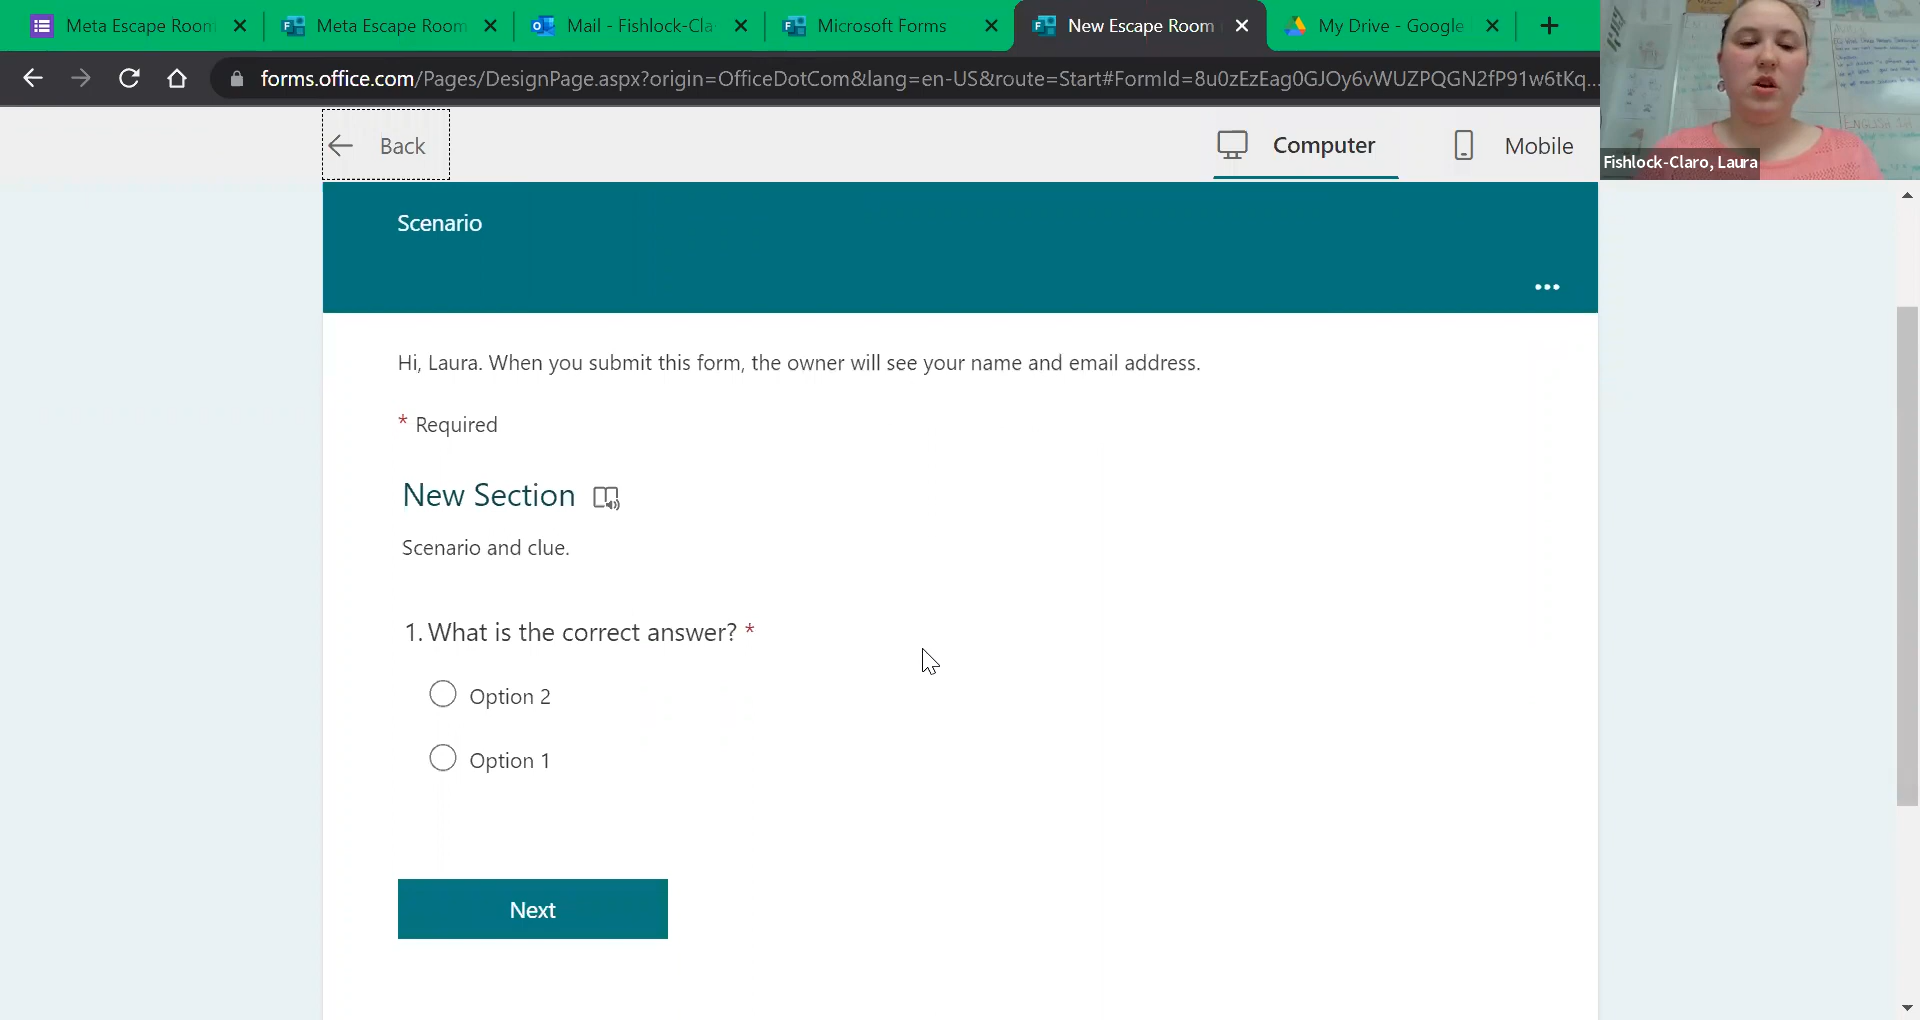 Meta Escape Room
Meta Escape Room
Mail - Fishlock-Cla
Microsoft Forms
New Escape Room
My Drive - Google
forms.office.com/Pages/DesignPage.aspx?origin=OfficeDotCom&lang=en-US&route=Start#FormId=8u0zEzEag0GJOy6vWUZPQGN2fP91w6tKq...
Back
Computer
Mobile
Fishlock-Claro, Laura
Scenario
Hi, Laura. When you submit this form, the owner will see your name and email address.
* Required
New Section
Scenario and clue.
1. What is the correct answer? *
Option 2
Option 1
Next